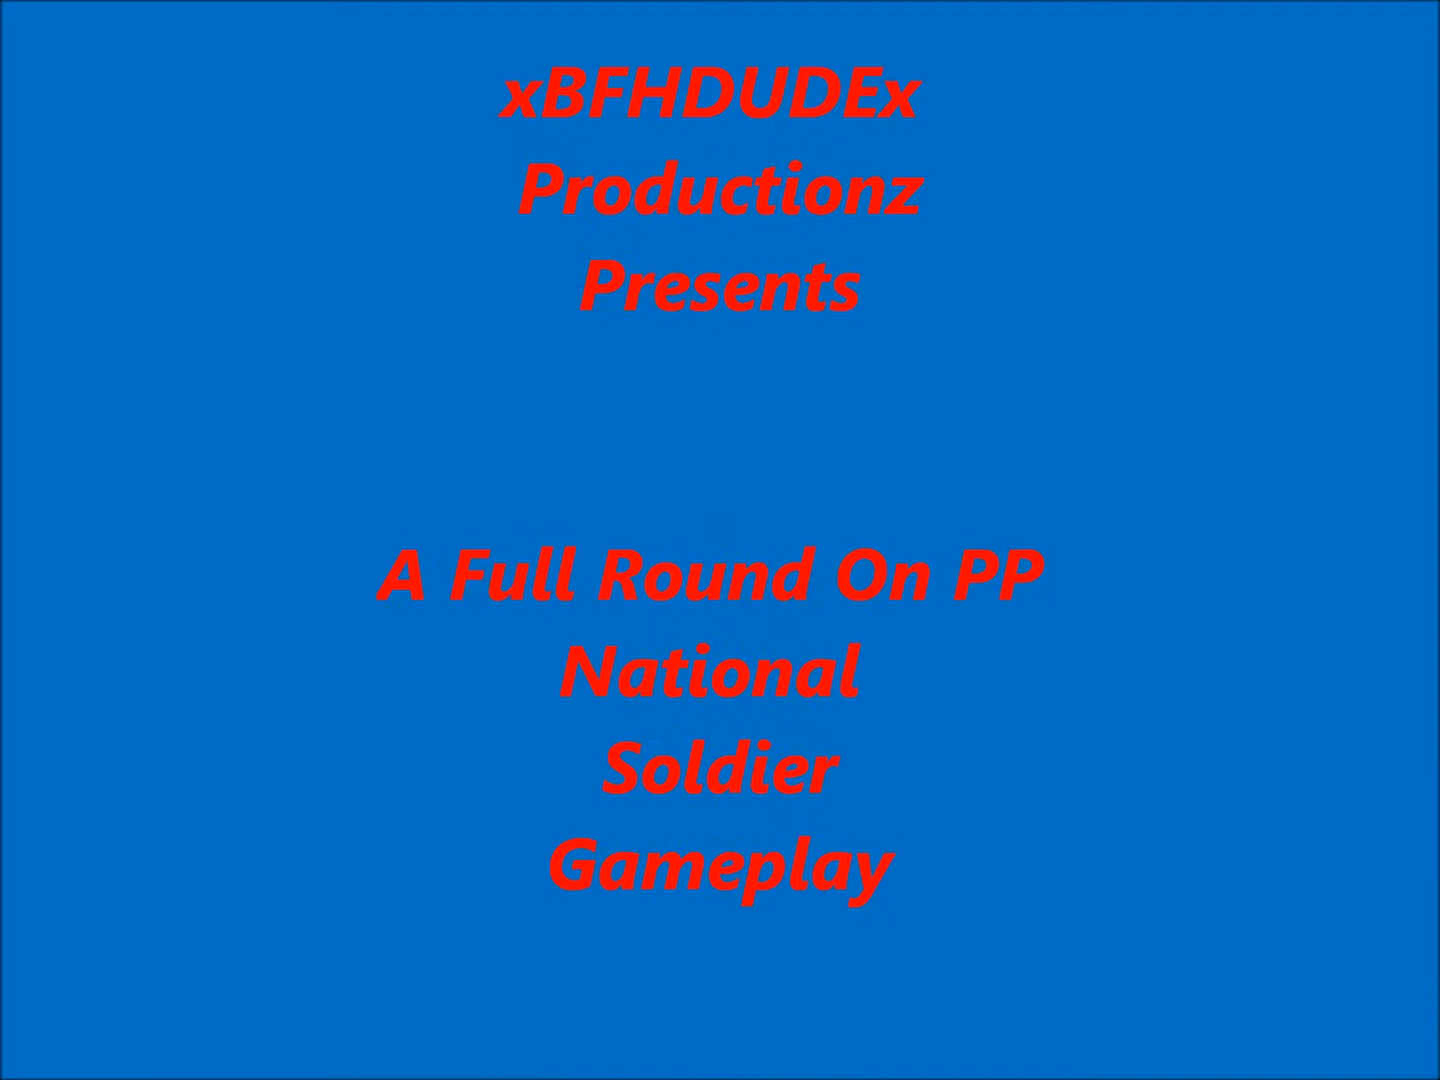 xBFHDUDEx
Productionz
Presents
A Full Round On PP
National
Soldier
Gameplay